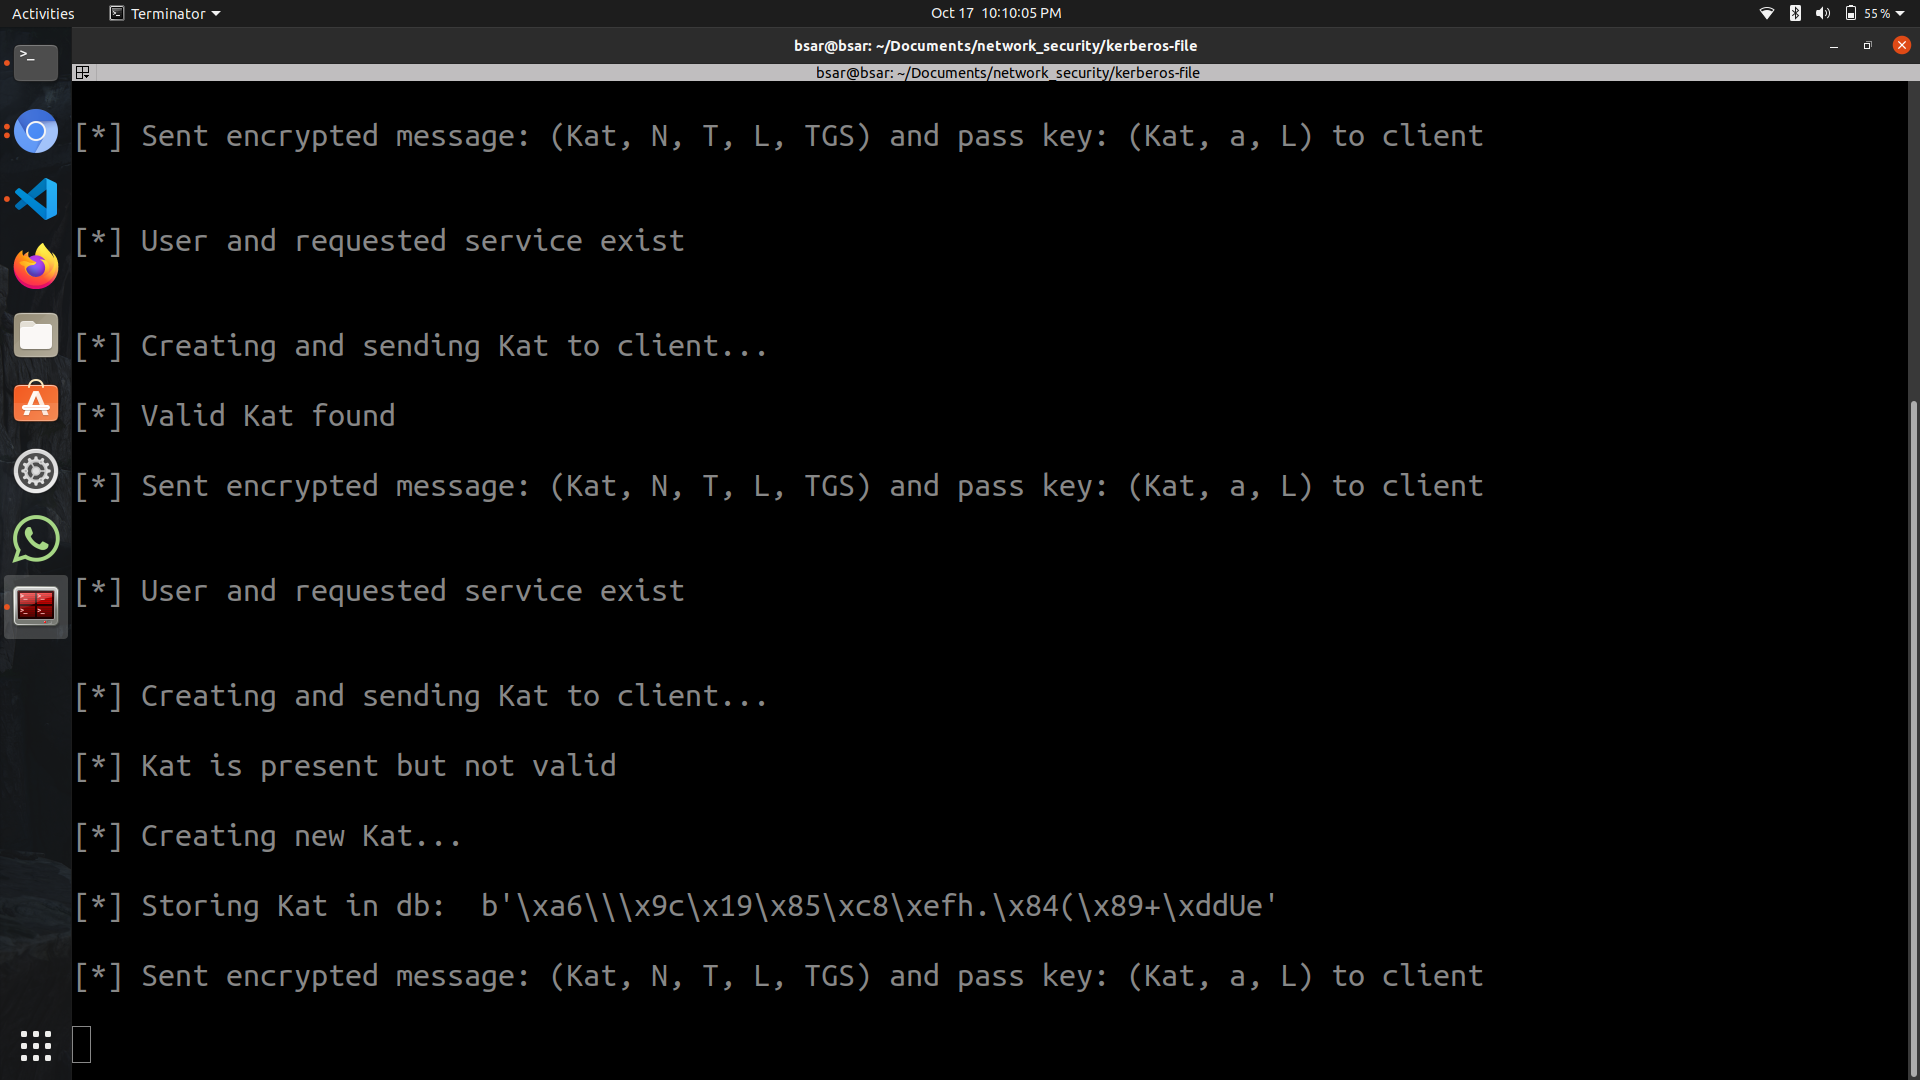 Activities
Terminator
Oct 17 10:10:05 PM
55 %
bsar@bsar: ~/Documents/network_security/kerberos-file
bsar@bsar: ~/Documents/network_security/kerberos-file
[*] Sent encrypted message: (Kat, N, T, L, TGS) and pass key: (Kat, a, L) to client
[*] User and requested service exist
[*] Creating and sending Kat to client...
[*] Valid Kat found
[*] Sent encrypted message: (Kat, N, T, L, TGS) and pass key: (Kat, a, L) to client
[*] User and requested service exist
[*] Creating and sending Kat to client...
[*] Kat is present but not valid
[*] Creating new Kat...
[*] Storing Kat in db:  b'\xa6\\\x9c\x19\x85\xc8\xefh.\x84(\x89+\xddUe'
[*] Sent encrypted message: (Kat, N, T, L, TGS) and pass key: (Kat, a, L) to client